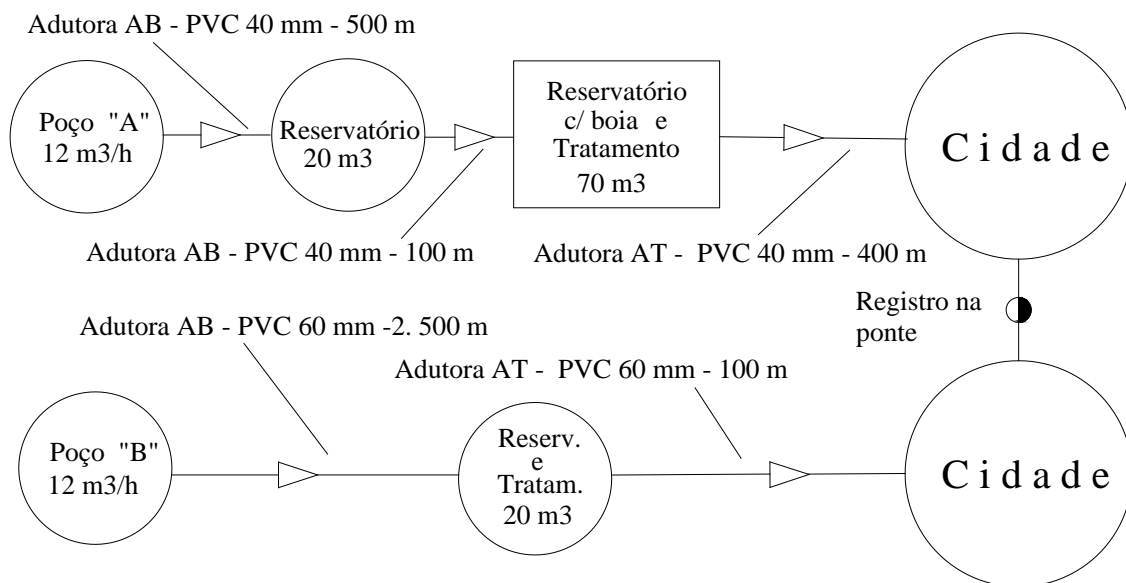 Adutora AB - PVC 40 mm - 500 m
Poço "A"
12 m3/h
Reservatório
20 m3
Reservatório
c/ boia e
Tratamento
70 m3
Cidade
Adutora AB - PVC 40 mm - 100 m
Adutora AT - PVC 40 mm - 400 m
Registro na
ponte
Adutora AB - PVC 60 mm -2. 500 m
Adutora AT - PVC 60 mm - 100 m
Poço "B"
12 m3/h
Reserv.
e
Tratam.
20 m3
Cidade